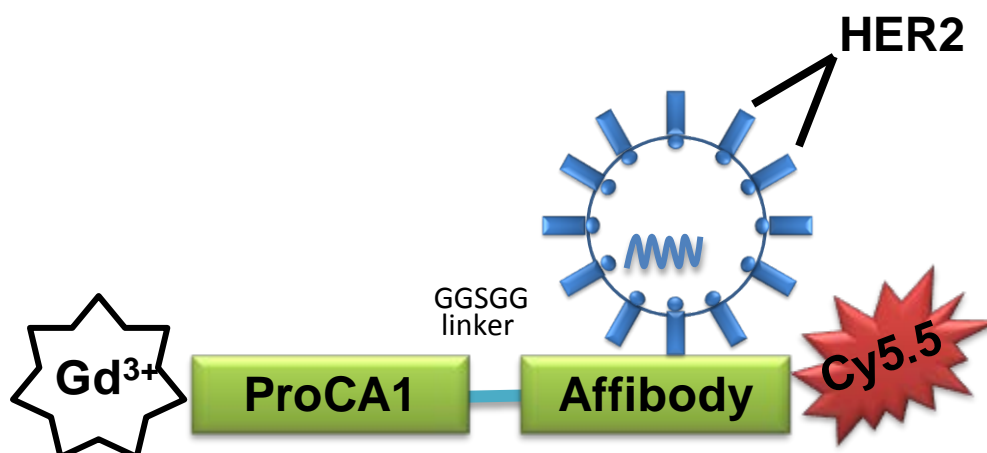 HER2
GGSGG
linker
Gd³⁺
ProCA1
Affibody
Cy5.5